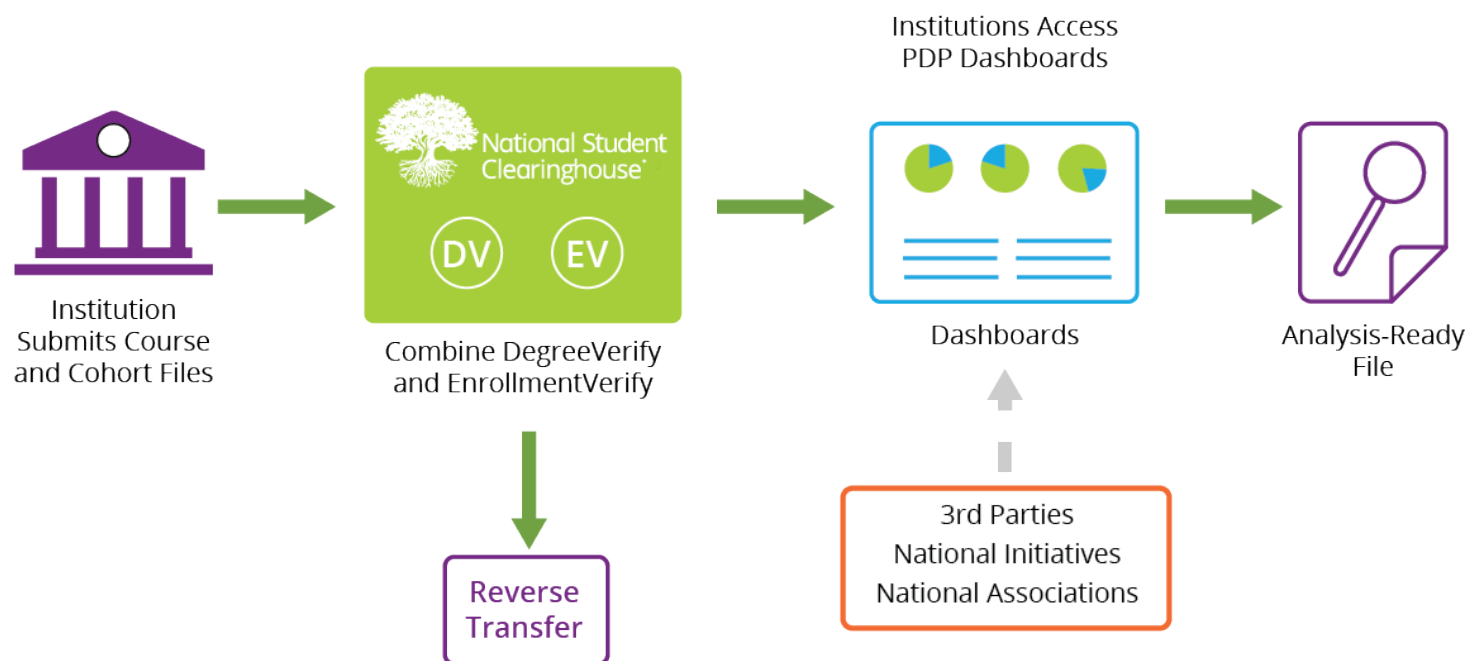 Institution
Submits Course
and Cohort Files
National Student
Clearinghouse
DV
EV
Combine DegreeVerify
and EnrollmentVerify
Reverse
Transfer
Institutions Access
PDP Dashboards
Dashboards
3rd Parties
National Initiatives
National Associations
Analysis-Ready
File